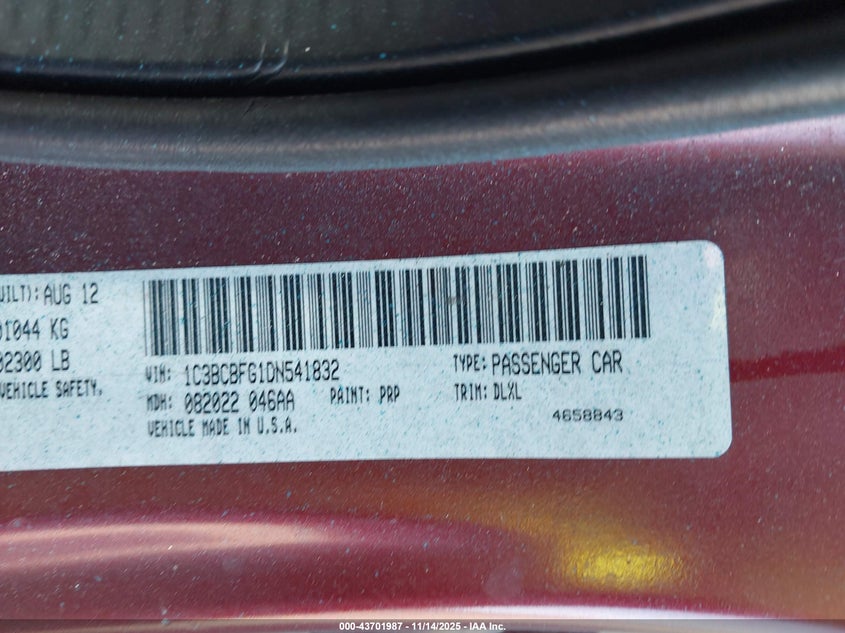 UILT): AUG 12
01044 KG
02300 LB
VEHICLE SAFETY.
VIN: 1C3BCBFG1DN541832
TYPE: PASSENGER CAR
MDH: 082022 046AA
PAINT: PRP
TRIM: DLXL
VEHICLE MADE IN U.S.A.
4658843
000-43701987 - 11/14/2025 - IAA Inc.